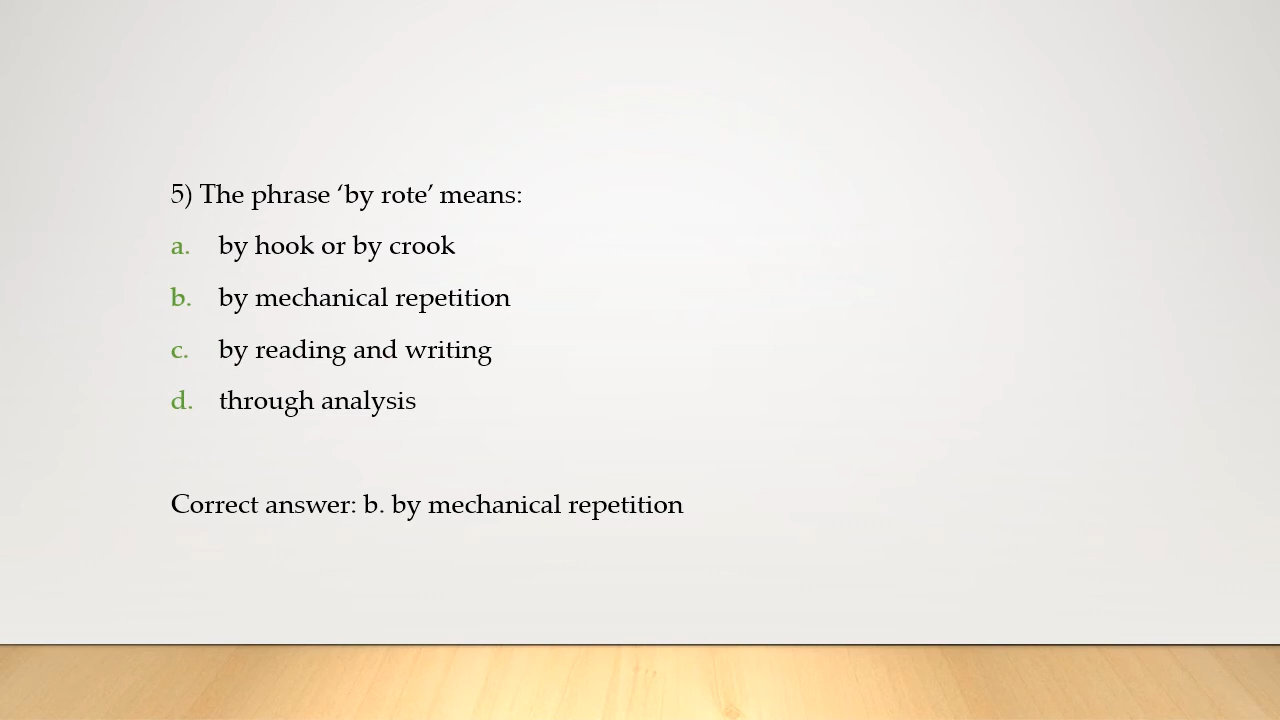 5) The phrase ‘by rote’ means:
a. by hook or by crook
b. by mechanical repetition
c. by reading and writing
d. through analysis
Correct answer: b. by mechanical repetition